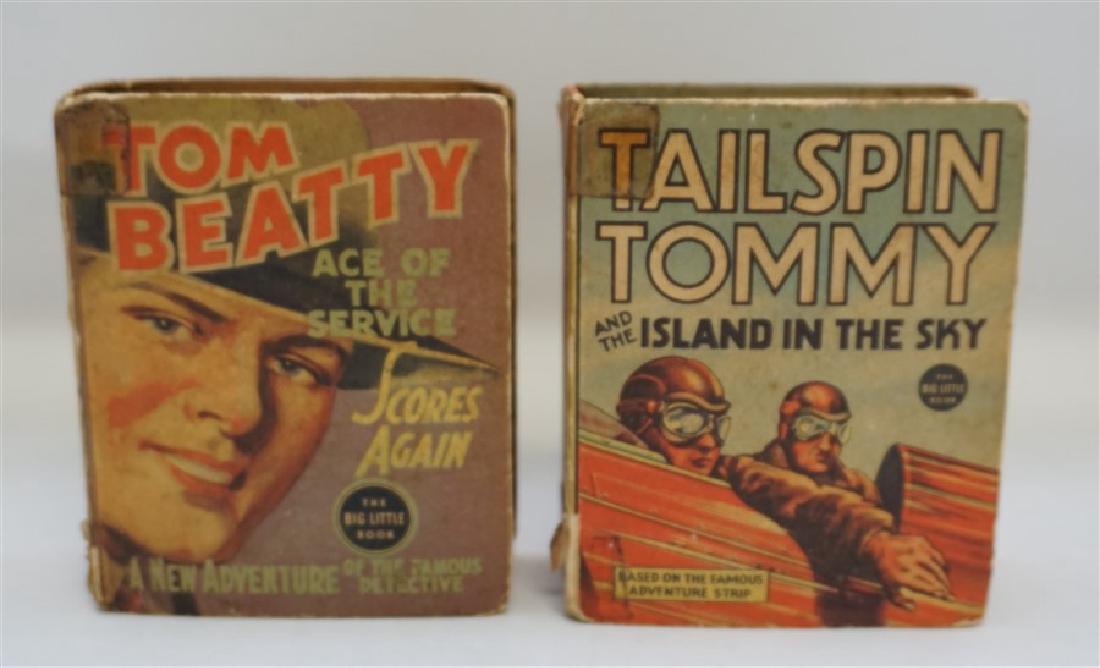 TOM
BEATTY
ACE OF
THE
SERVICE
SCORES
AGAIN
THE
BIG LITTLE
BOOK
A NEW ADVENTURE OF THE FAMOUS
DETECTIVE
TAILSPIN
TOMMY
AND
THE ISLAND IN THE SKY
THE
BIG LITTLE
BOOK
BASED ON THE FAMOUS
ADVENTURE STRIP